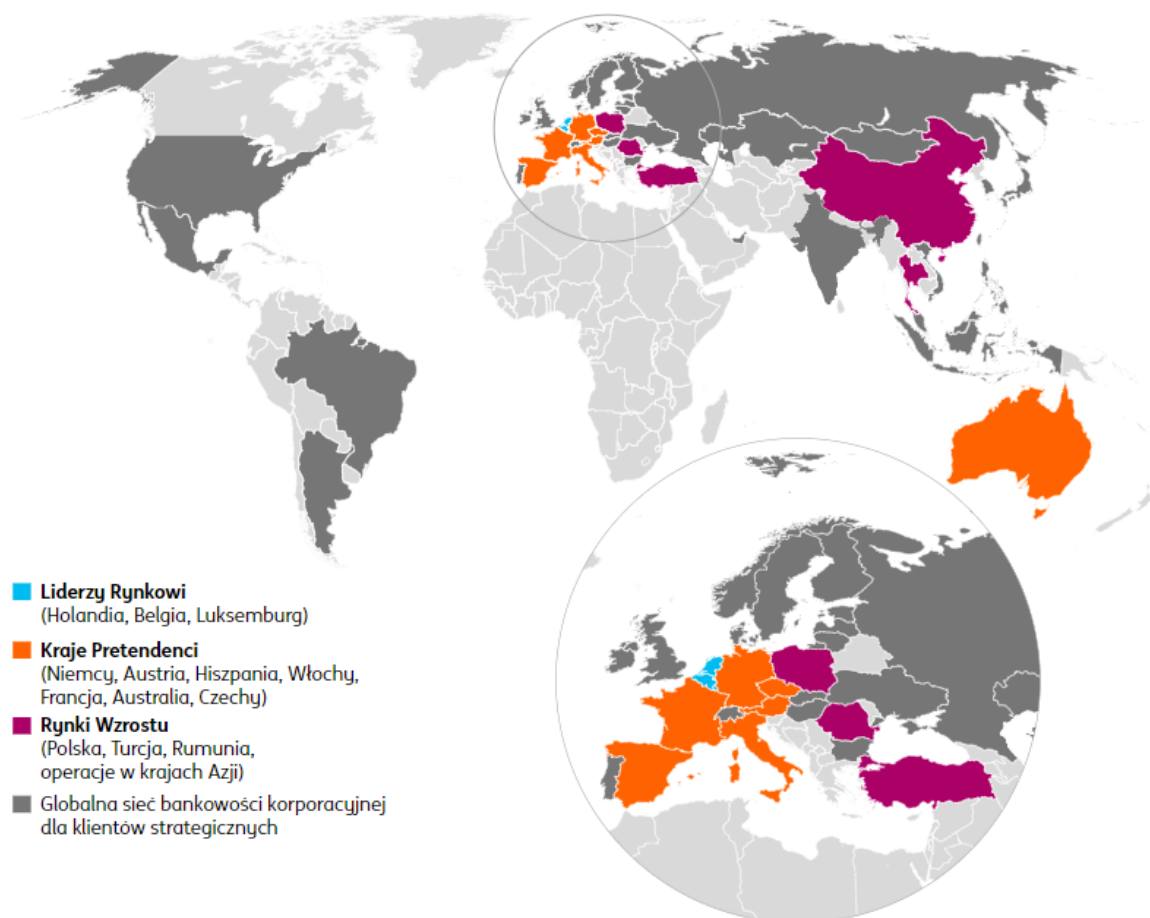 Liderzy Rynkowi
(Holandia, Belgia, Luksemburg)
Kraje Pretendenci
(Niemcy, Austria, Hiszpania, Włochy,
Francja, Australia, Czechy)
Rynki Wzrostu
(Polska, Turcja, Rumunia,
operacje w krajach Azji)
Globalna sieć bankowości korporacyjnej
dla klientów strategicznych